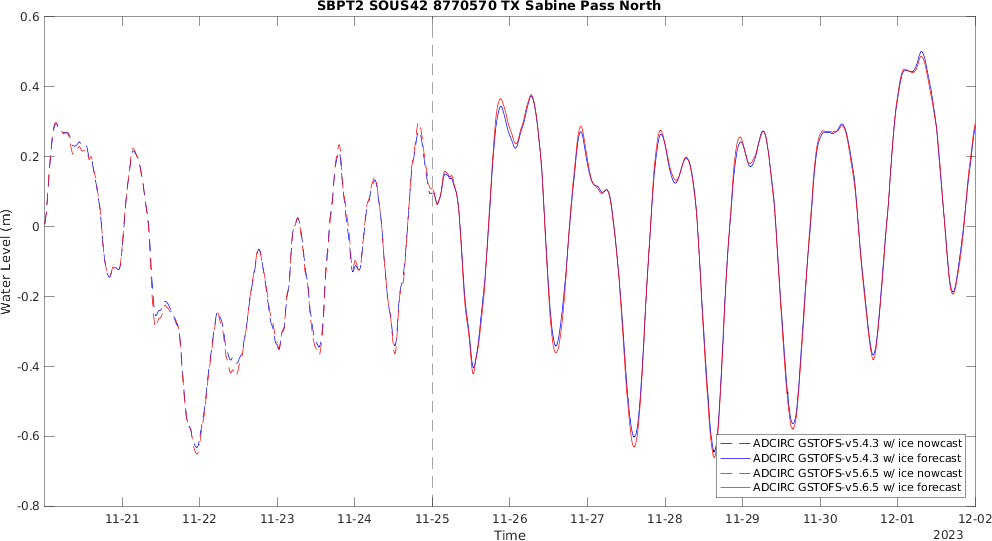 SBPT2 SOUS42 8770570 TX Sabine Pass North
0.6
0.4
0.2
0
-0.2
-0.4
-0.6
-0.8
Water Level (m)
ADCIRC GSTOFS-v5.4.3 w/ ice nowcast
ADCIRC GSTOFS-v5.4.3 w/ ice forecast
ADCIRC GSTOFS-v5.6.5 w/ ice nowcast
ADCIRC GSTOFS-v5.6.5 w/ ice forecast
11-21 11-22 11-23 11-24 11-25 11-26 11-27 11-28 11-29 11-30 12-01 12-02
Time
2023